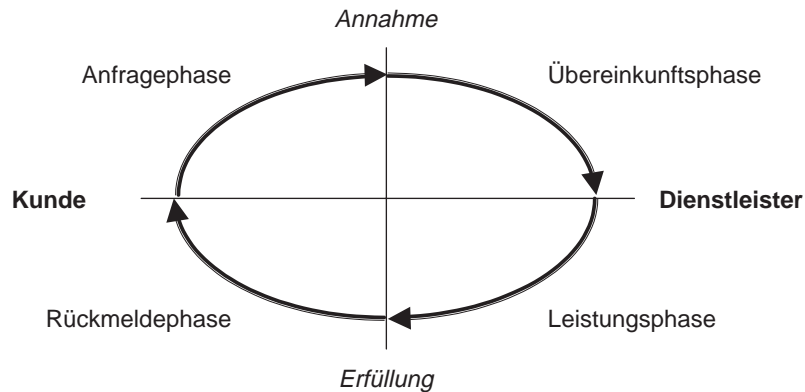 Annahme
Anfragephase
Übereinkunftsphase
Kunde
Dienstleister
Rückmeldephase
Leistungsphase
Erfüllung